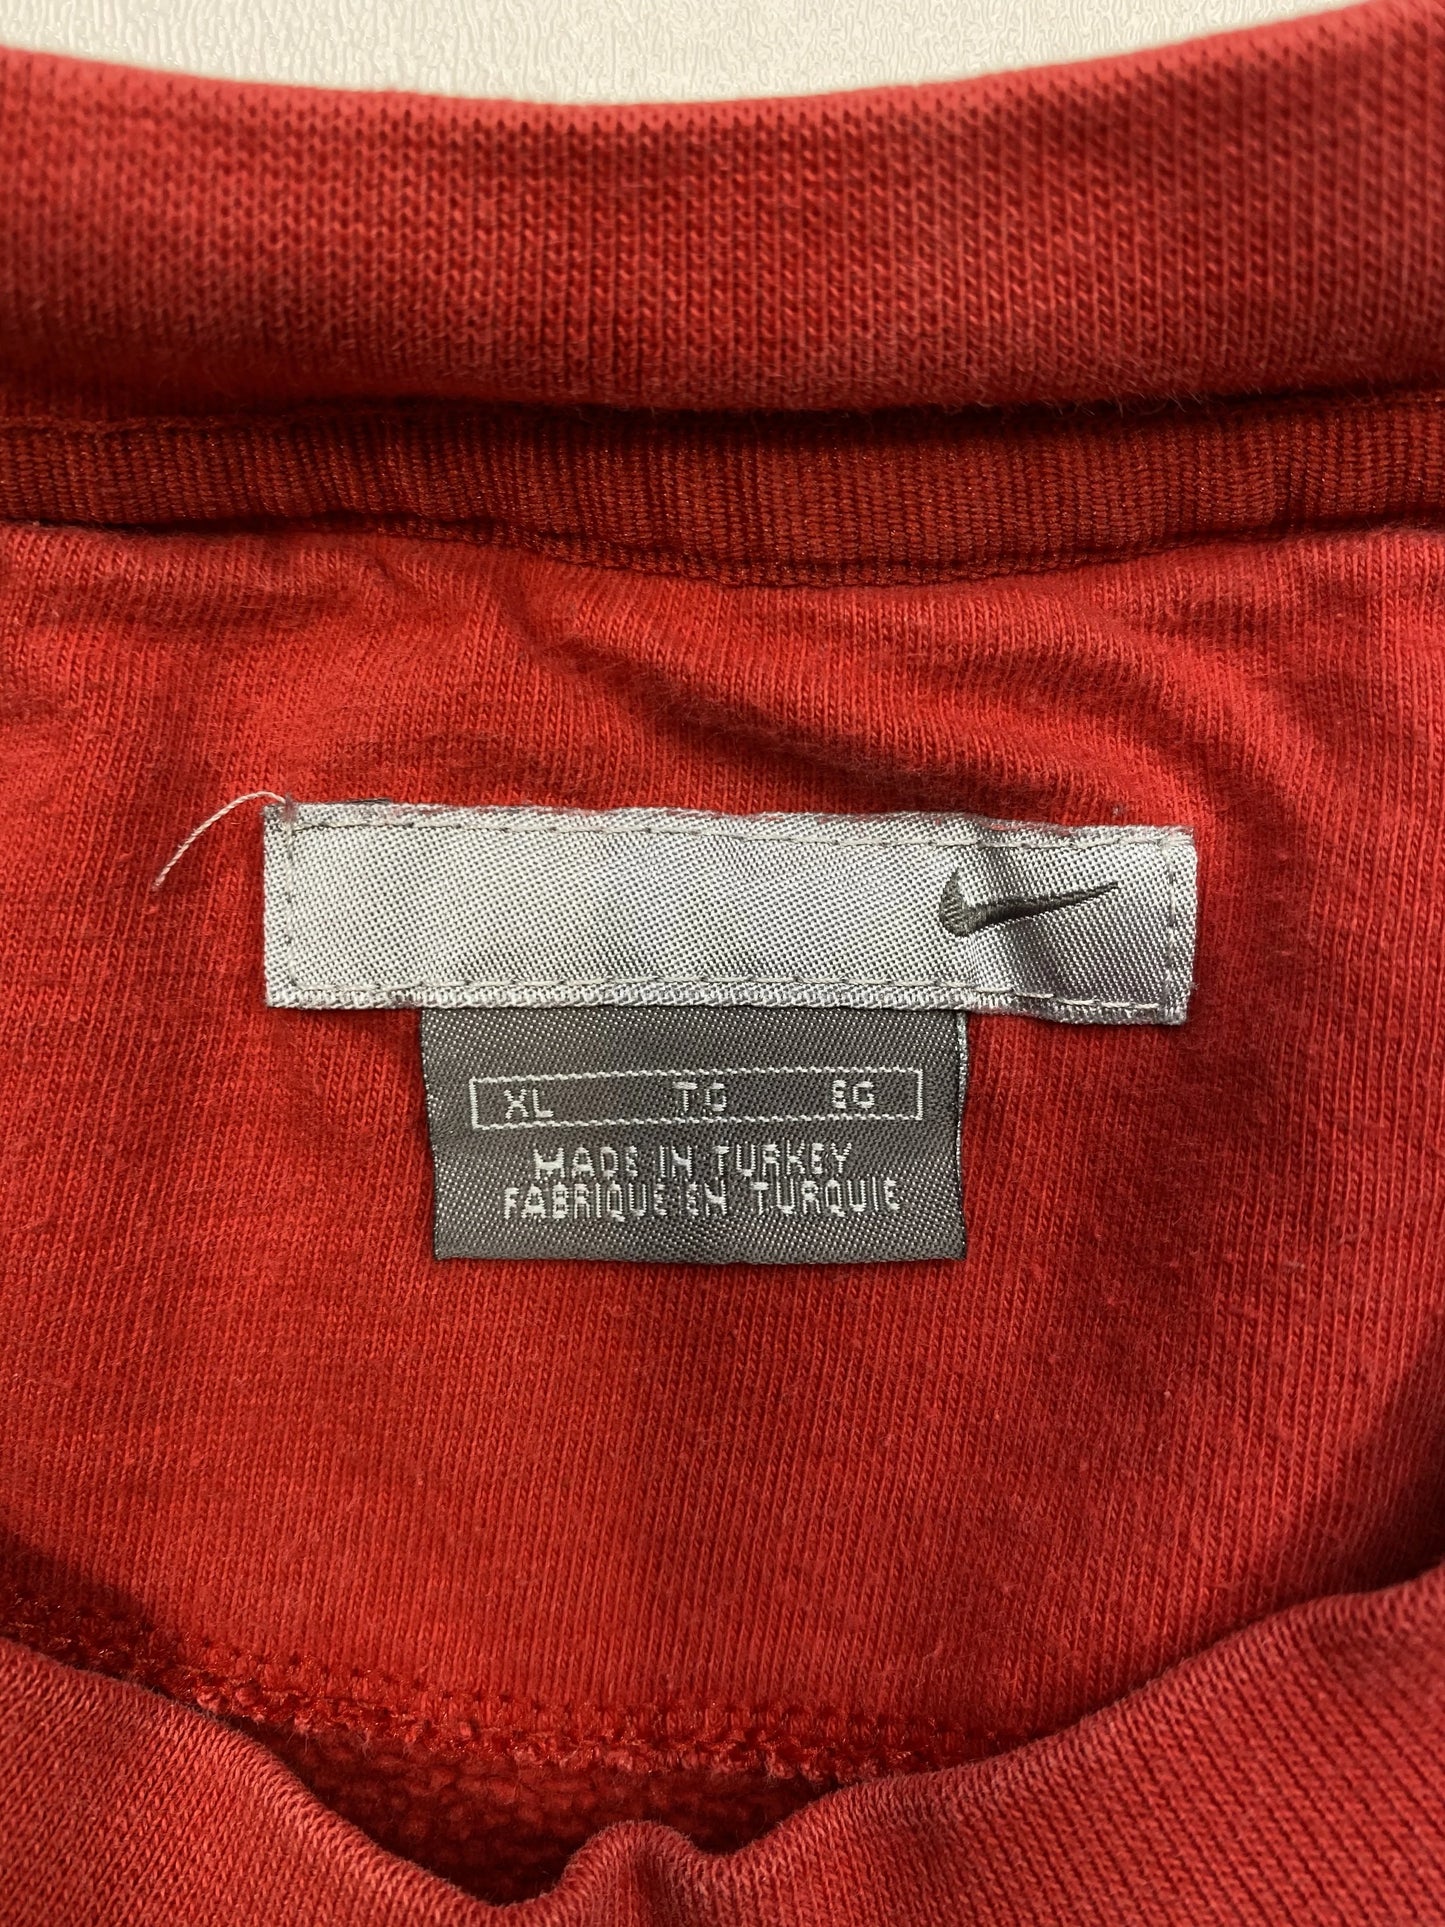 XL TG EG
MADE IN TURKEY
FABRIQUE EN TURQUIE